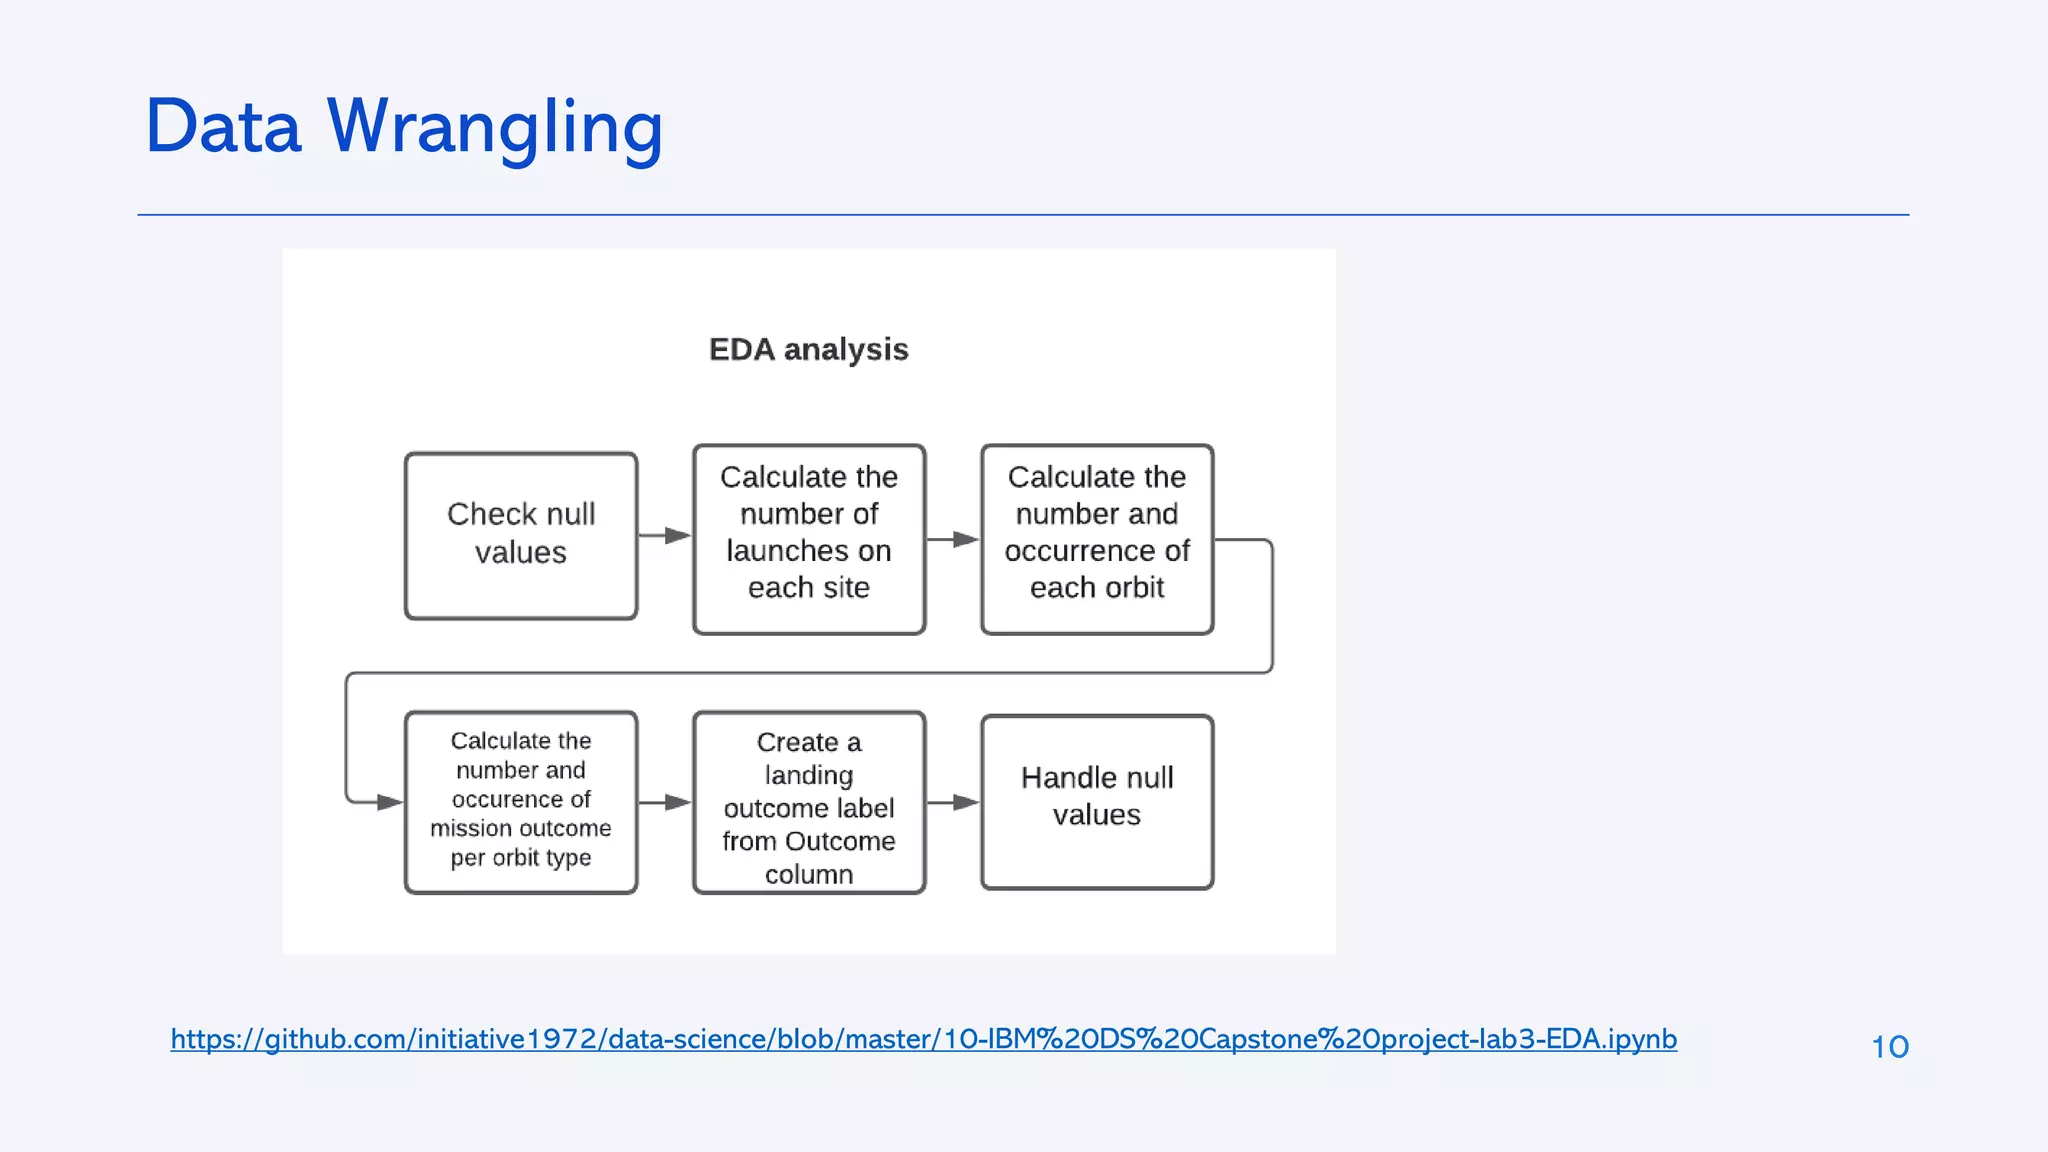 Data Wrangling
EDA analysis
Check null
values
Calculate the
number of
launches on
each site
Calculate the
number and
occurrence of
each orbit
Calculate the
number and
occurence of
mission outcome
per orbit type
Create a
landing
outcome label
from Outcome
column
Handle null
values
https://github.com/initiative1972/data-science/blob/master/10-IBM%20DS%20Capstone%20project-lab3-EDA.ipynb
10